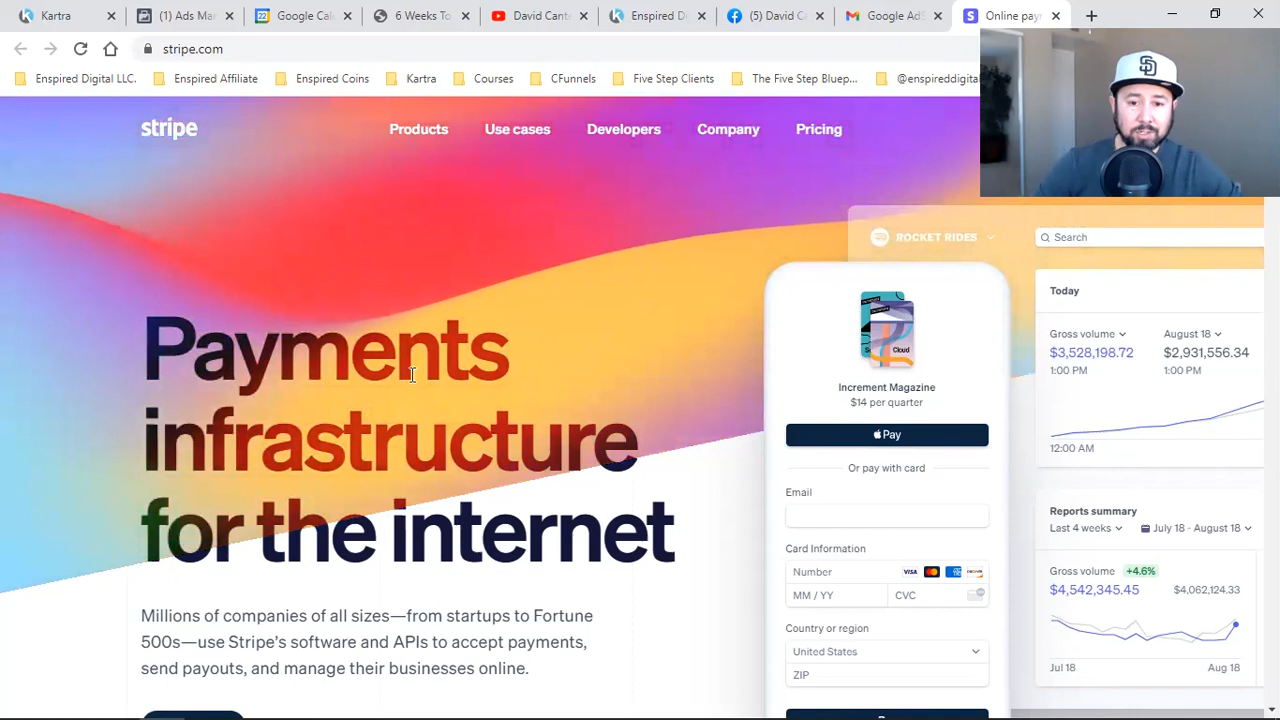 Kartra
(1) Ads Ma
Google Cal
6 Weeks To
David Cant
Enspired D
(5) David Ca
Google AdS
Online payr
stripe.com
Enspired Digital LLC.
Enspired Affiliate
Enspired Coins
Kartra
Courses
CFunnels
Five Step Clients
The Five Step Bluep...
@enspireddigita
stripe
Products
Use cases
Developers
Company
Pricing
SD
ROCKET RIDES
Search
Payments
infrastructure
for the internet
Millions of companies of all sizes—from startups to Fortune
500s—use Stripe's software and APIs to accept payments,
send payouts, and manage their businesses online.
Cloud
Increment Magazine
$14 per quarter
Pay
Or pay with card
Email
Card Information
Number
VISA
MM / YY
CVC
Country or region
United States
ZIP
Today
Gross volume
August 18
$3,528,198.72
$2,931,556.34
1:00 PM
1:00 PM
12:00 AM
Reports summary
Last 4 weeks
July 18 - August 18
Gross volume
+4.6%
$4,542,345.45
$4,062,124.33
Jul 18
Aug 18